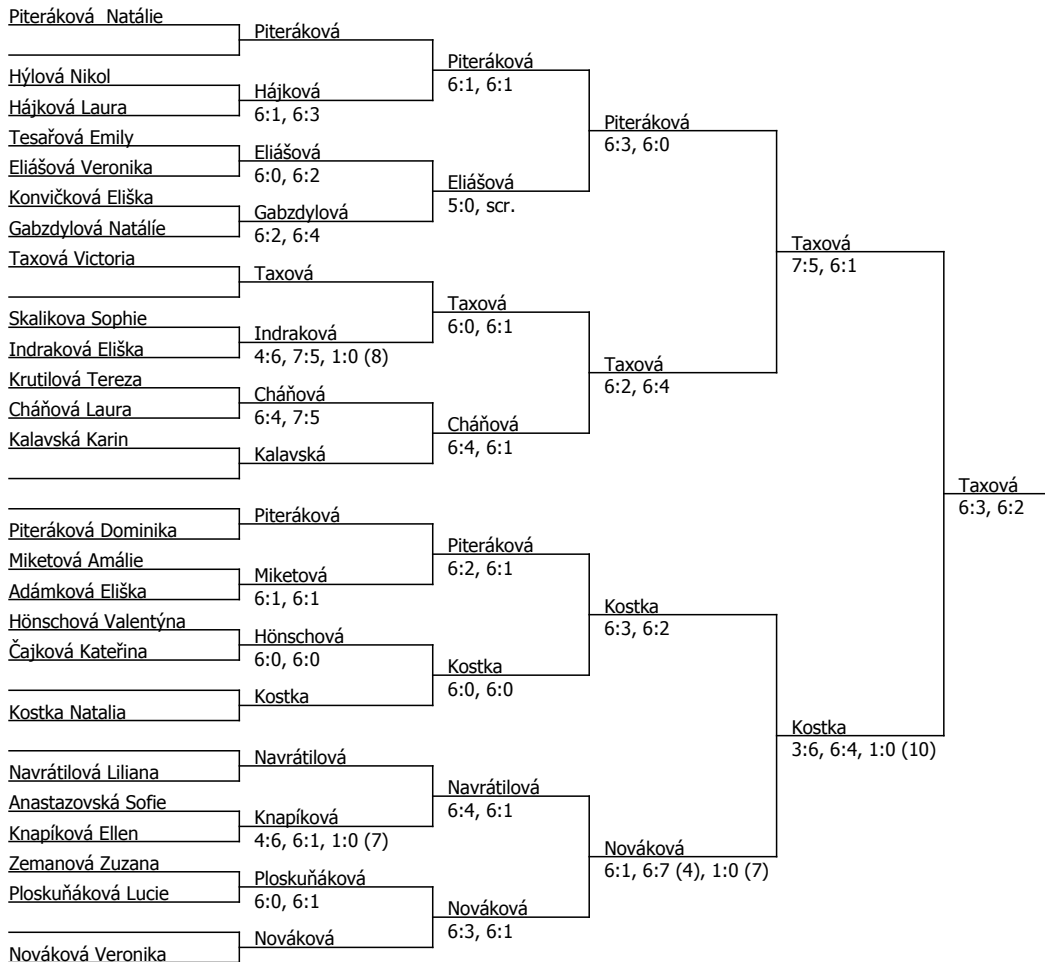 Piteráková Natálie
Hýlová Nikol
Hájková Laura
Tesařová Emily
Eliášová Veronika
Konvičková Eliška
Gabzdylová Natálíe
Taxová Victoria
Skalikova Sophie
Indraková Eliška
Krutilová Tereza
Cháňová Laura
Kalavská Karin
Piteráková Dominika
Miketová Amálie
Adámková Eliška
Hönschová Valentýna
Čajková Kateřina
Kostka Natalia
Navrátilová Liliana
Anastazovská Sofie
Knapíková Ellen
Zemanová Zuzana
Ploskuňáková Lucie
Nováková Veronika
Piteráková
Hájková
6:1, 6:3
Eliášová
6:0, 6:2
Gabzdylová
6:2, 6:4
Taxová
Indraková
4:6, 7:5, 1:0 (8)
Cháňová
6:4, 7:5
Kalavská
Piteráková
Miketová
6:1, 6:1
Hönschová
6:0, 6:0
Kostka
Navrátilová
Knapíková
4:6, 6:1, 1:0 (7)
Ploskuňáková
6:0, 6:1
Nováková
Piteráková
6:1, 6:1
Eliášová
5:0, scr.
Taxová
6:0, 6:1
Cháňová
6:4, 6:1
Piteráková
6:2, 6:1
Kostka
6:0, 6:0
Navrátilová
6:4, 6:1
Nováková
6:3, 6:1
Piteráková
6:3, 6:0
Taxová
6:2, 6:4
Kostka
6:3, 6:2
Nováková
6:1, 6:7 (4), 1:0 (7)
Taxová
7:5, 6:1
Kostka
3:6, 6:4, 1:0 (10)
Taxová
6:3, 6:2